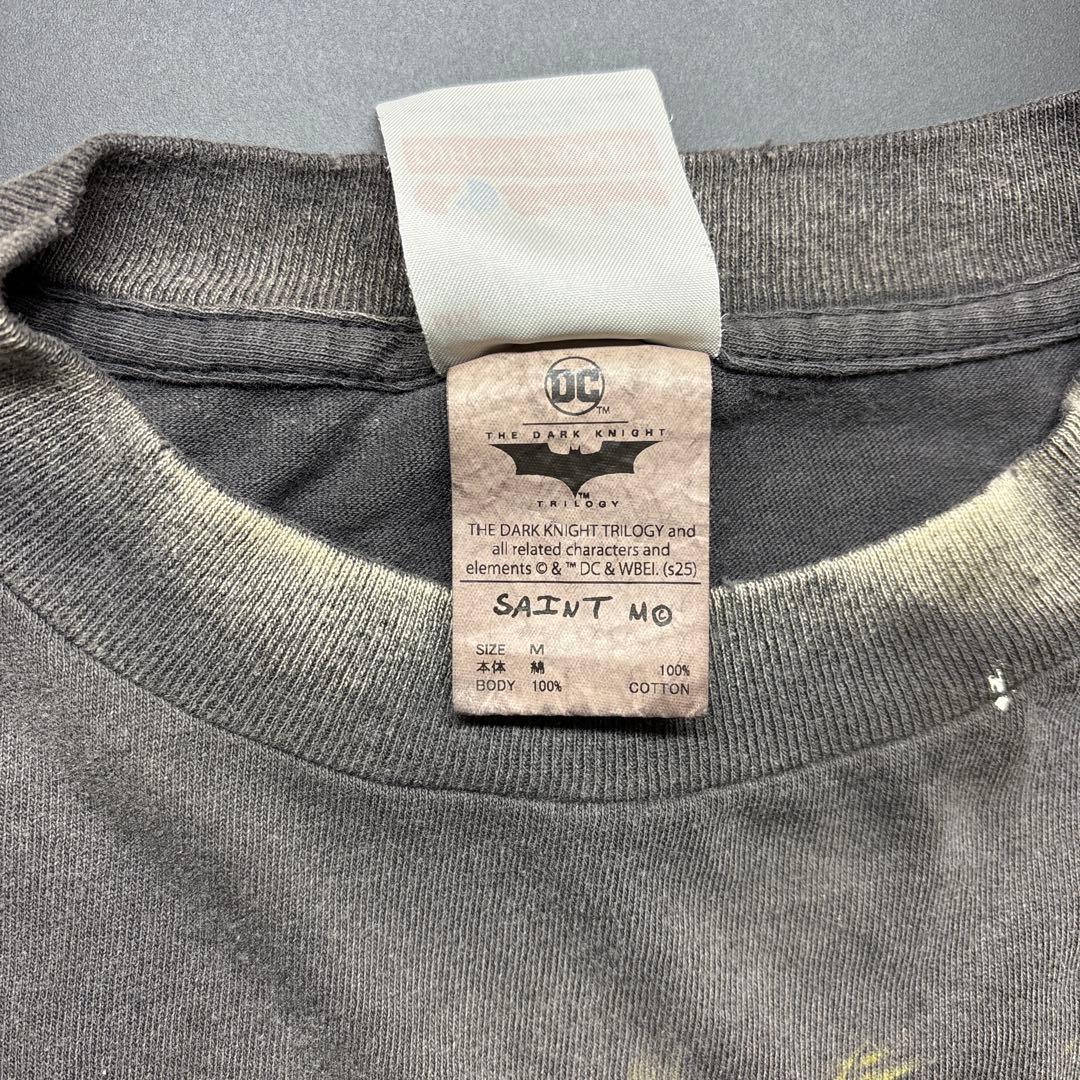 DC
TM
THE DARK KNIGHT
TM
TRILOGY
THE DARK KNIGHT TRILOGY and
all related characters and
elements © & ™ DC & WBEI. (s25)
SAINT M©
SIZE M
本体 綿 100%
BODY 100% COTTON